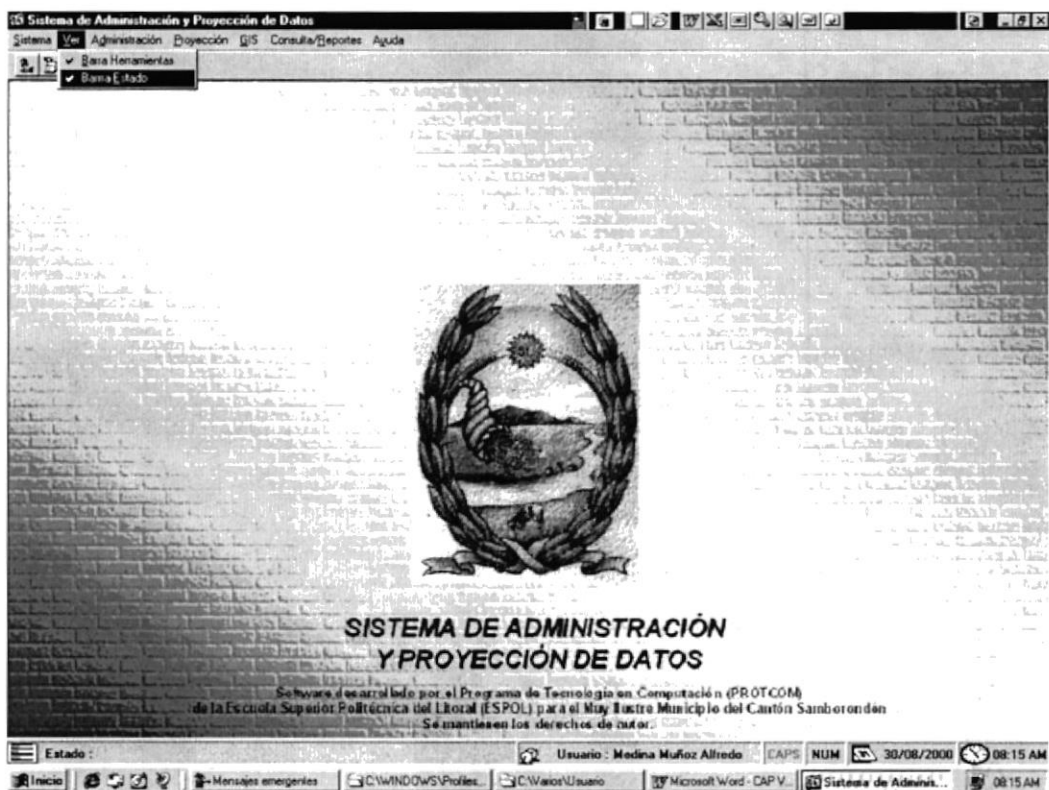 Sistema de Administración y Proyección de Datos
Sistema Ver Administración Proyección GIS Consulta/Reportes Ayuda
Barra Herramientas
Barra Estado
SISTEMA DE ADMINISTRACIÓN
Y PROYECCIÓN DE DATOS
Software desarrollado por el Programa de Tecnología en Computación (PROTCOM)
de la Escuela Superior Politécnica del Litoral (ESPOL) para el Muy Ilustre Municipio del Cantón Samborondón
Se mantienen los derechos de autor.
Estado : Usuario : Medina Muñoz Alfredo CAPS NUM 30/08/2000 08:15 AM
Inicio Mensajes emergentes C:\WINDOWS\Profiles... C:\Varios\Usuario Microsoft Word - CAP V... Sistema de Adminis... 08:15 AM